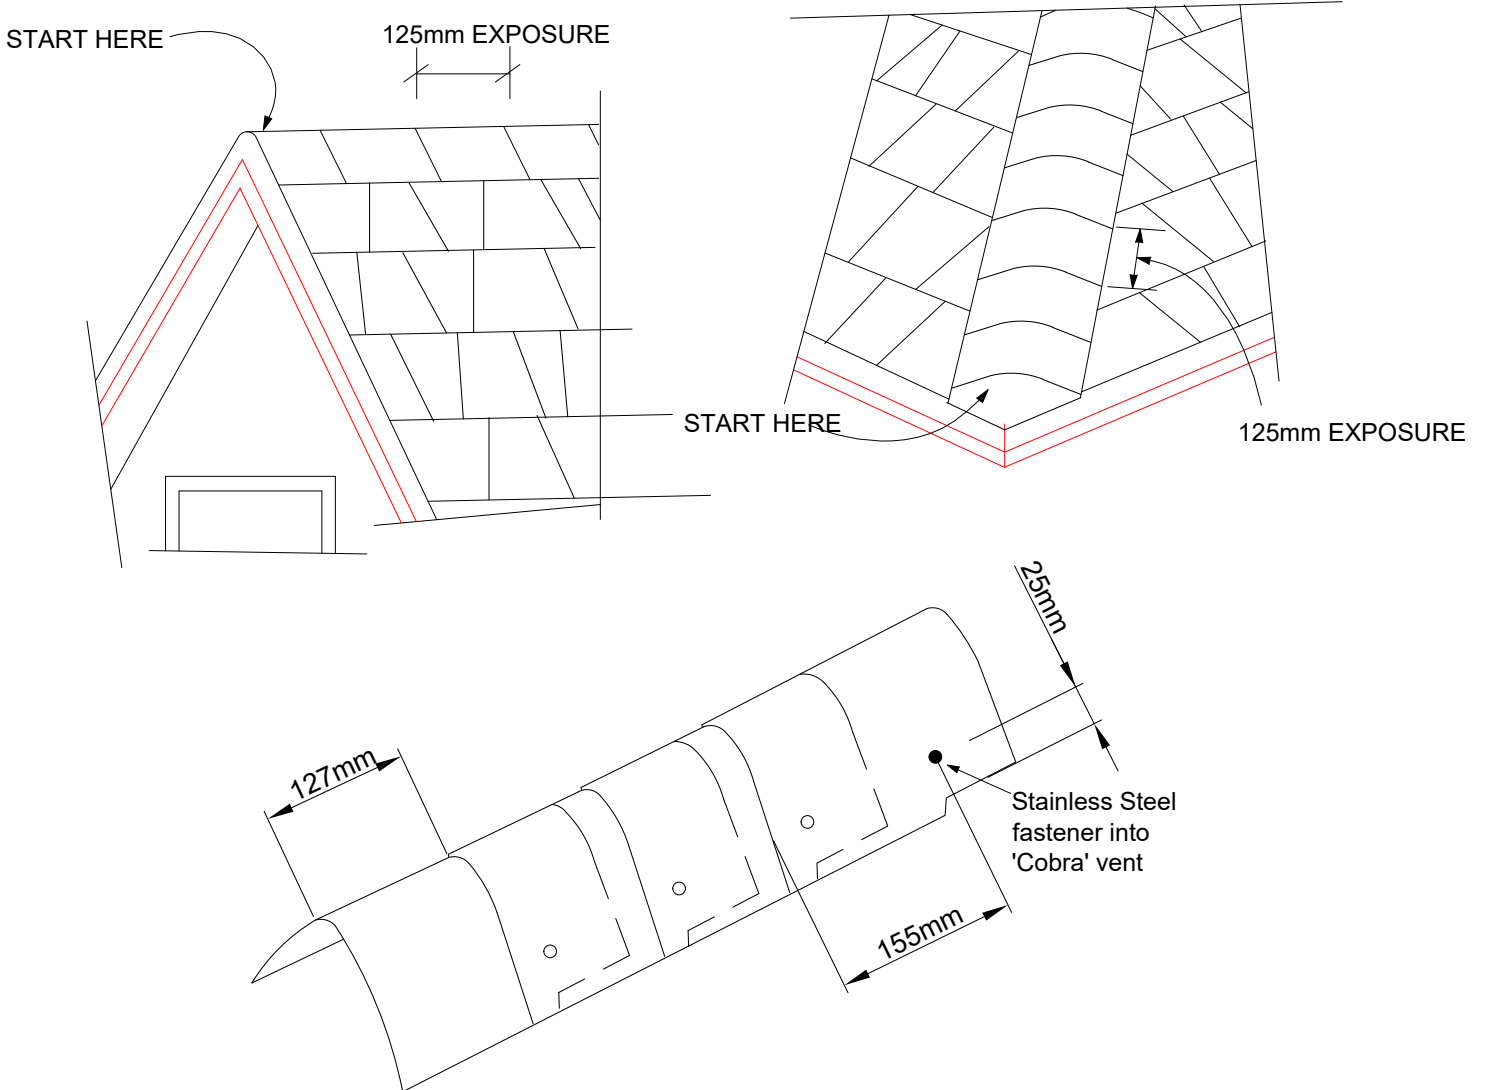 START HERE
125mm EXPOSURE
START HERE
125mm EXPOSURE
25mm
127mm
Stainless Steel
fastener into
'Cobra' vent
155mm